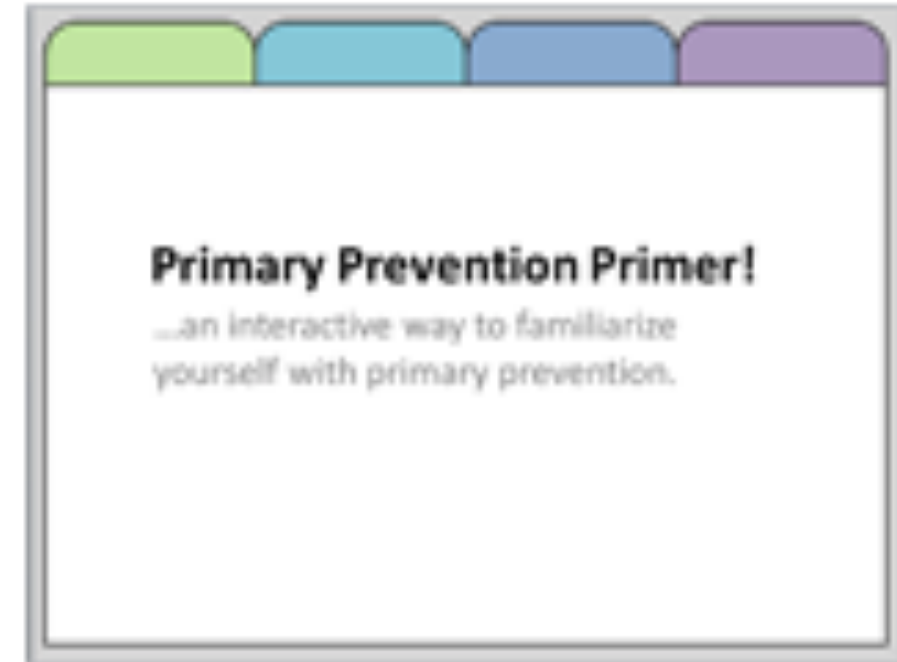 Primary Prevention Primer!
...an interactive way to familiarize
yourself with primary prevention.